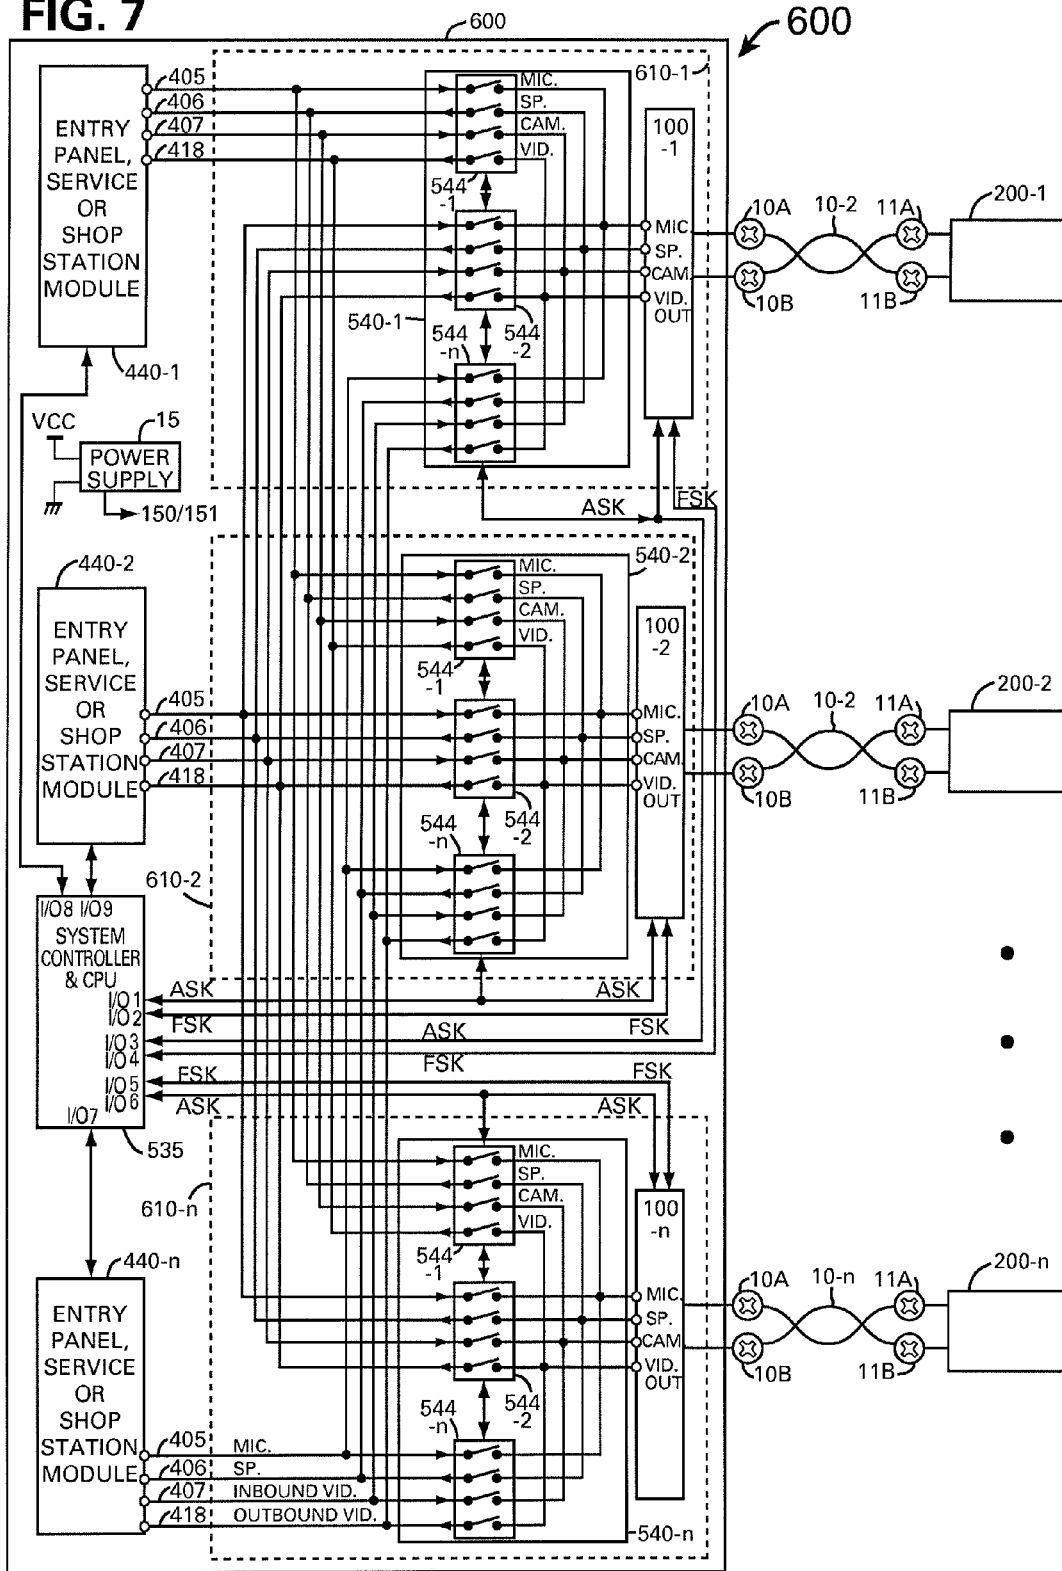 FIG. 7
600
600
405
406
407
418
ENTRY
PANEL,
SERVICE
OR
SHOP
STATION
MODULE
440-1
MIC.
SP.
CAM.
VID.
610-1
100
-1
544
-1
MIC.
SP.
CAM.
VID.
OUT
540-1
544
-n
544
-2
10A
10-2
11A
200-1
10B
11B
VCC
15
POWER
SUPPLY
150/151
ASK
FSK
440-2
ENTRY
PANEL,
SERVICE
OR
SHOP
STATION
MODULE
405
406
407
418
540-2
MIC.
SP.
CAM.
VID.
100
-2
544
-1
MIC.
SP.
CAM.
VID.
OUT
544
-n
544
-2
10A
10-2
11A
200-2
10B
11B
610-2
I/O8 I/O9
SYSTEM
CONTROLLER
& CPU
I/O1
I/O2
I/O3
I/O4
I/O5
I/O6
I/O7
535
ASK
ASK
FSK
FSK
ASK
FSK
FSK
FSK
ASK
ASK
610-n
MIC.
SP.
CAM.
VID.
100
-n
544
-1
MIC.
SP.
CAM
VID.
OUT
544
-n
544
-2
10A
10-n
11A
200-n
10B
11B
440-n
ENTRY
PANEL,
SERVICE
OR
SHOP
STATION
MODULE
405 MIC.
406 SP.
407 INBOUND VID.
418 OUTBOUND VID.
540-n